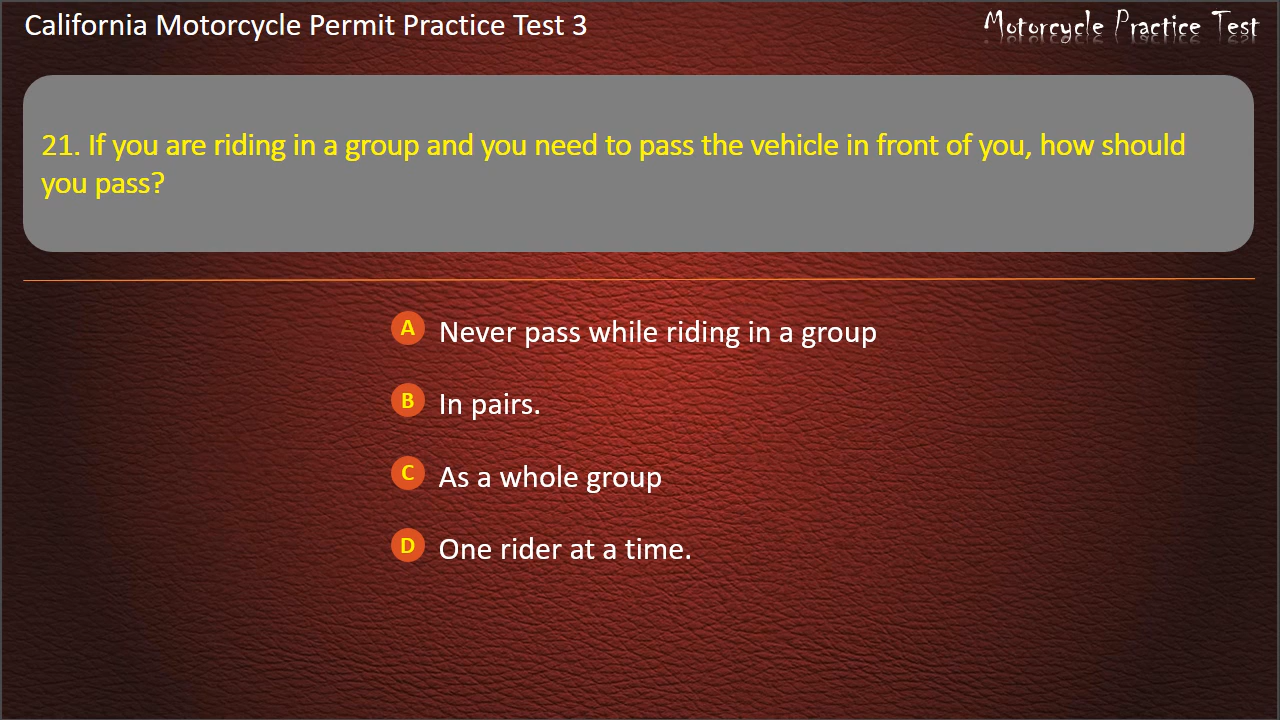 California Motorcycle Permit Practice Test 3
Motorcycle Practice Test
21. If you are riding in a group and you need to pass the vehicle in front of you, how should
you pass?
A Never pass while riding in a group
B In pairs.
C As a whole group
D One rider at a time.